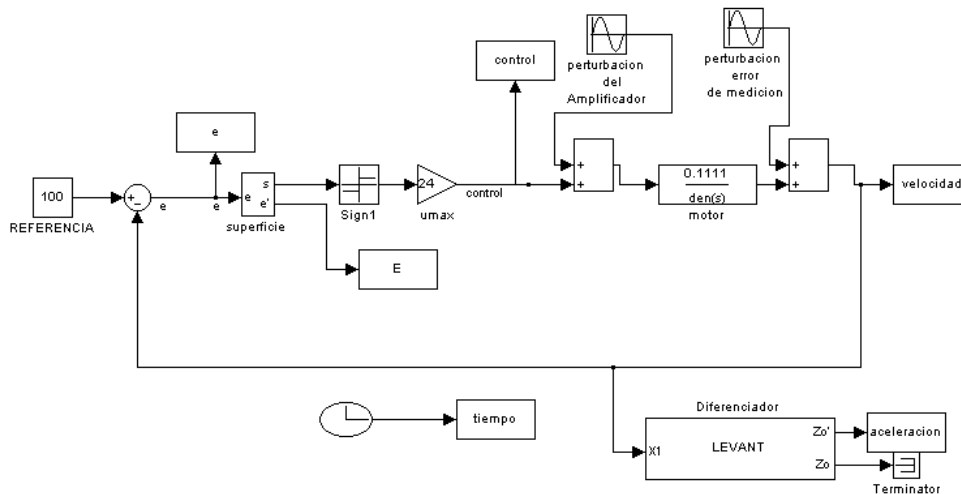 perturbacion
del
Amplificador
perturbacion
error
de medicion
control
e
100
REFERENCIA
+
−
e
e
e
s
e'
superficie
Sign1
24
umax
control
+
+
0.1111
den(s)
motor
+
+
velocidad
E
tiempo
Diferenciador
X1
LEVANT
Zo'
Zo
aceleracion
Terminator